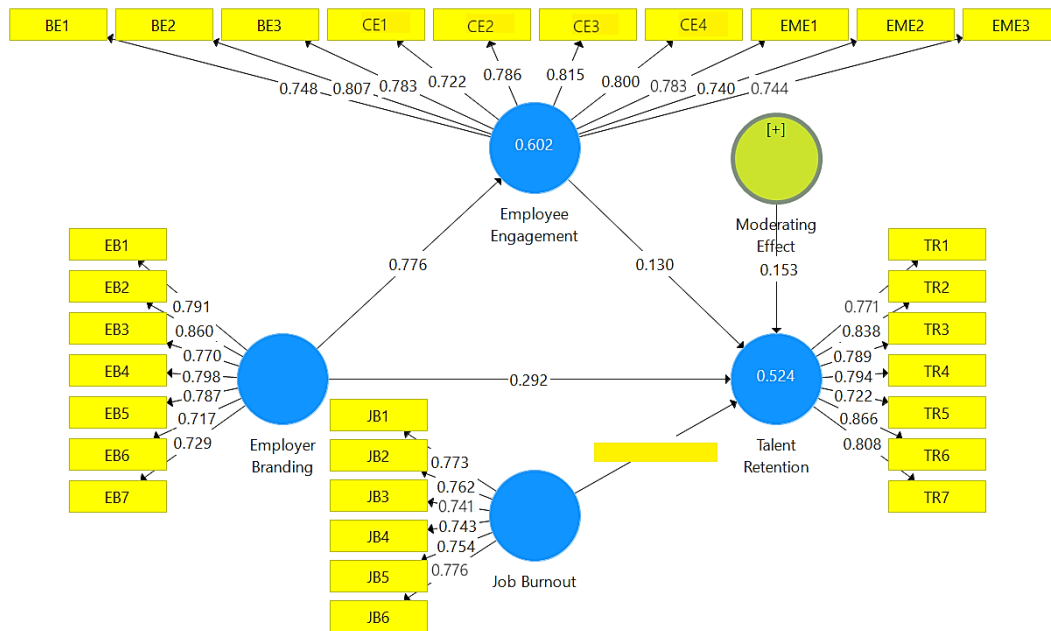 BE1
BE2
BE3
CE1
CE2
CE3
CE4
EME1
EME2
EME3
0.748
0.807
0.783
0.722
0.786
0.815
0.800
0.783
0.740
0.744
0.602
Employee
Engagement
[+]
Moderating
Effect
0.153
0.776
0.130
EB1
EB2
EB3
EB4
EB5
EB6
EB7
0.791
0.860
0.770
0.798
0.787
0.717
0.729
Employer
Branding
0.292
JB1
JB2
JB3
JB4
JB5
JB6
0.773
0.762
0.741
0.743
0.754
0.776
Job Burnout
0.524
Talent
Retention
0.771
0.838
0.789
0.794
0.722
0.866
0.808
TR1
TR2
TR3
TR4
TR5
TR6
TR7